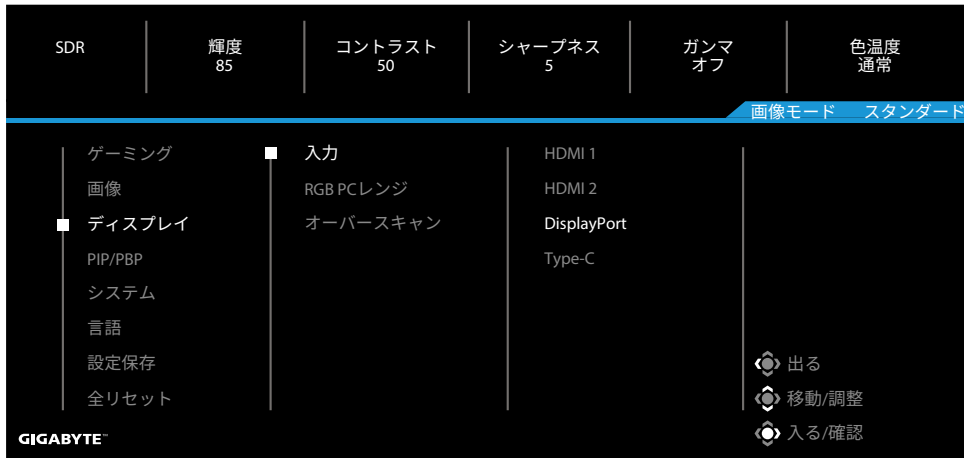 SDR
輝度
85
コントラスト
50
シャープネス
5
ガンマ
オフ
色温度
通常
画像モード スタンダード
ゲーミング
画像
ディスプレイ
PIP/PBP
システム
言語
設定保存
全リセット
入力
RGB PCレンジ
オーバースキャン
HDMI 1
HDMI 2
DisplayPort
Type-C
出る
移動/調整
入る/確認
GIGABYTE™